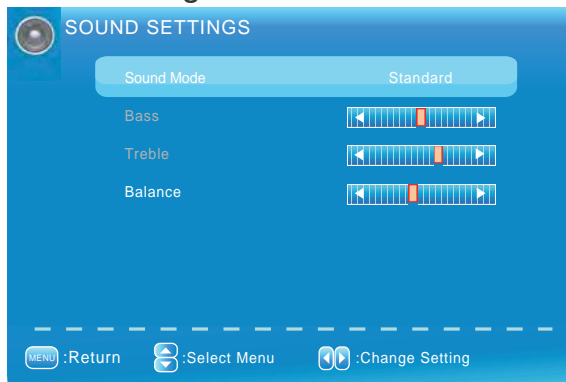 SOUND SETTINGS
Sound Mode Standard
Bass
Treble
Balance
MENU :Return :Select Menu :Change Setting